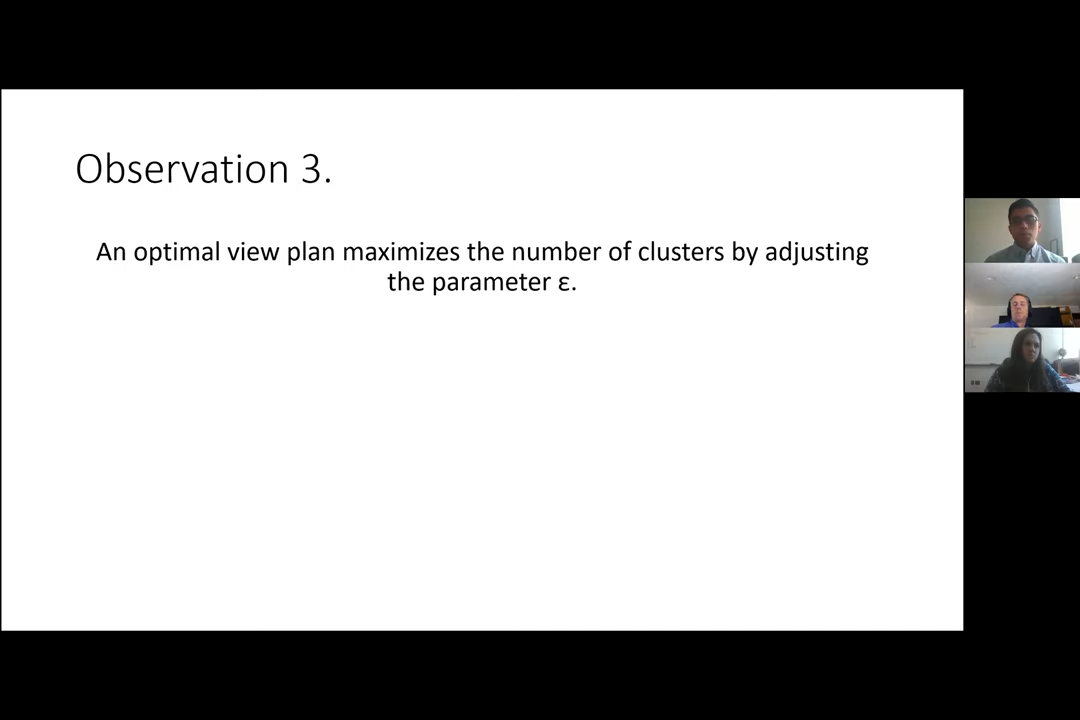 Observation 3.
An optimal view plan maximizes the number of clusters by adjusting
the parameter ε.